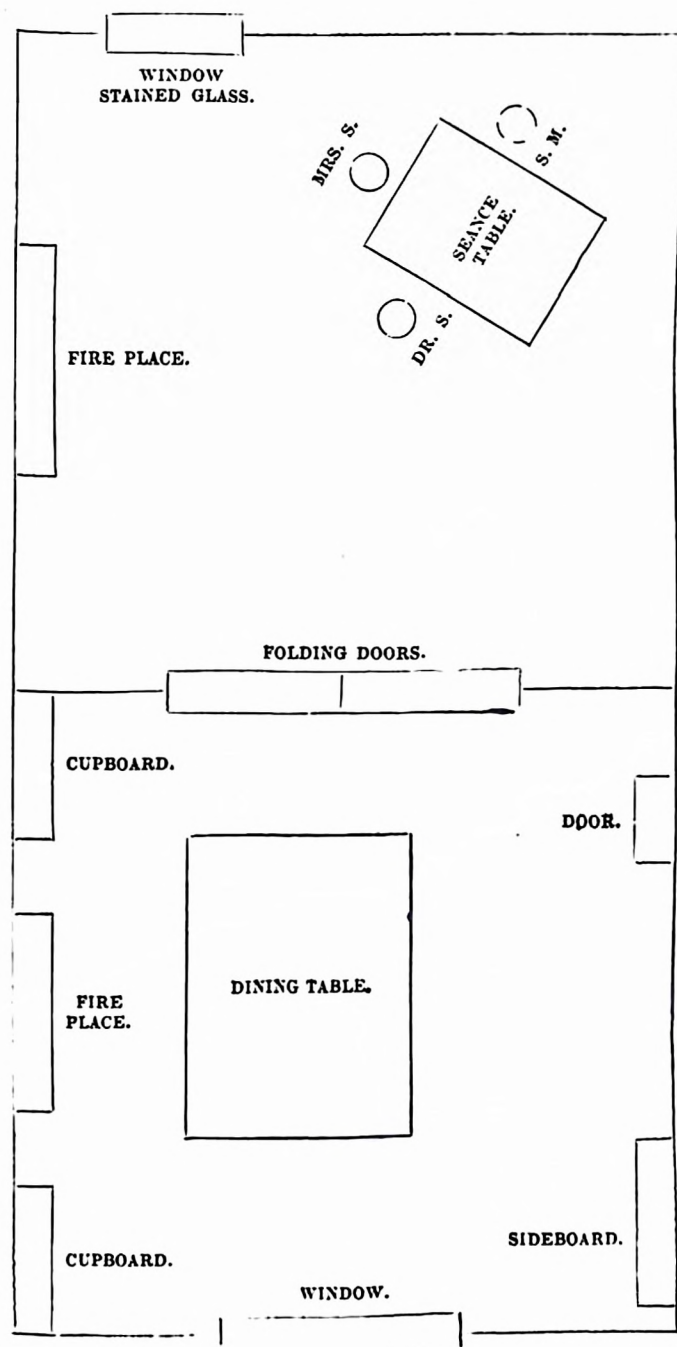 WINDOW
STAINED GLASS.
MRS. S.
S. M.
SEANCE
TABLE.
DR. S.
FIRE PLACE.
FOLDING DOORS.
CUPBOARD.
DOOR.
DINING TABLE.
FIRE
PLACE.
SIDEBOARD.
CUPBOARD.
WINDOW.